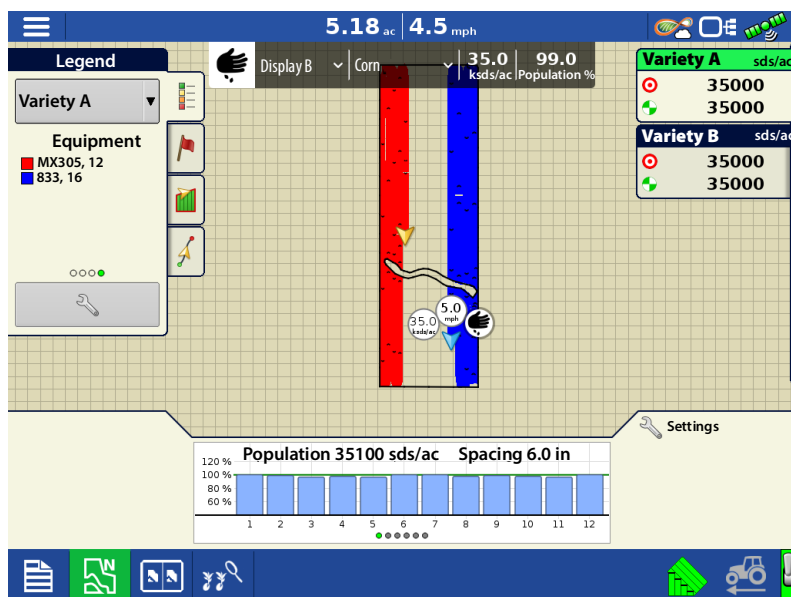 5.18 ac 4.5 mph
Legend
Variety A
Equipment
MX305, 12
833, 16
Display B Corn 35.0 ksds/ac 99.0 Population %
Variety A sds/ac
35000
35000
Variety B sds/ac
35000
35000
N
5.0 mph
35.0 ksds/ac
Settings
Population 35100 sds/ac Spacing 6.0 in
120 %
100 %
80 %
60 %
1 2 3 4 5 6 7 8 9 10 11 12